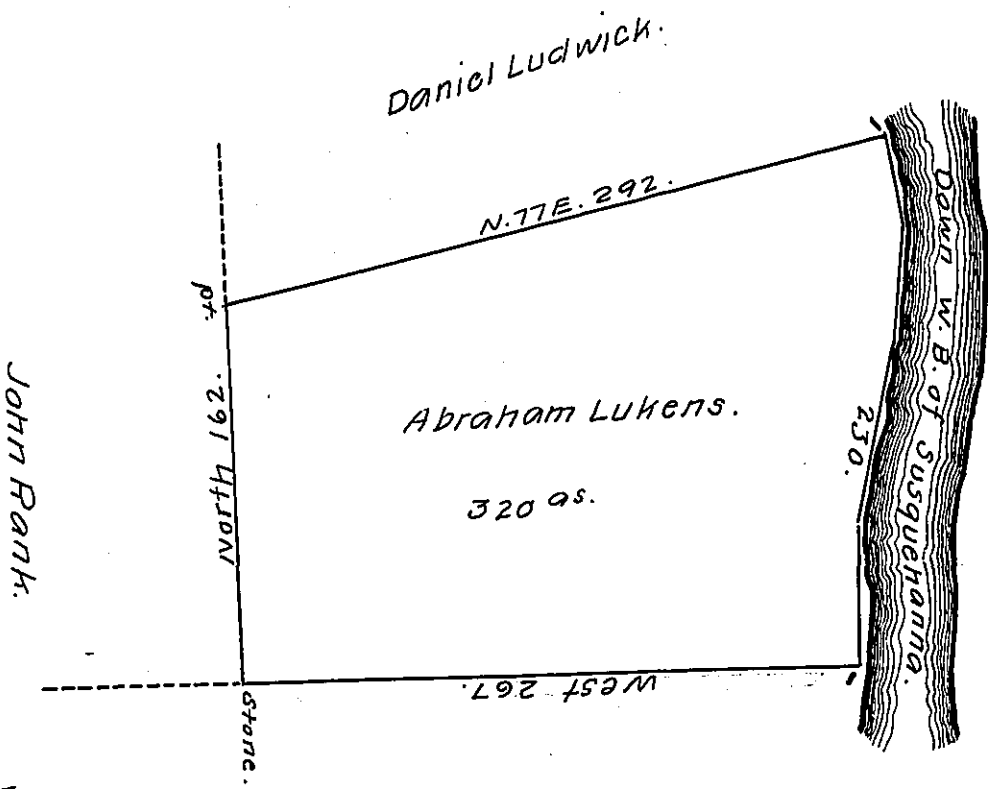 Daniel Ludwick.
N.77E. 292.
Down W. B. of Susquehanna.
pt.
North 162.
Abraham Lukens.
320 as.
230.
John Rank.
West 267.
Stone.